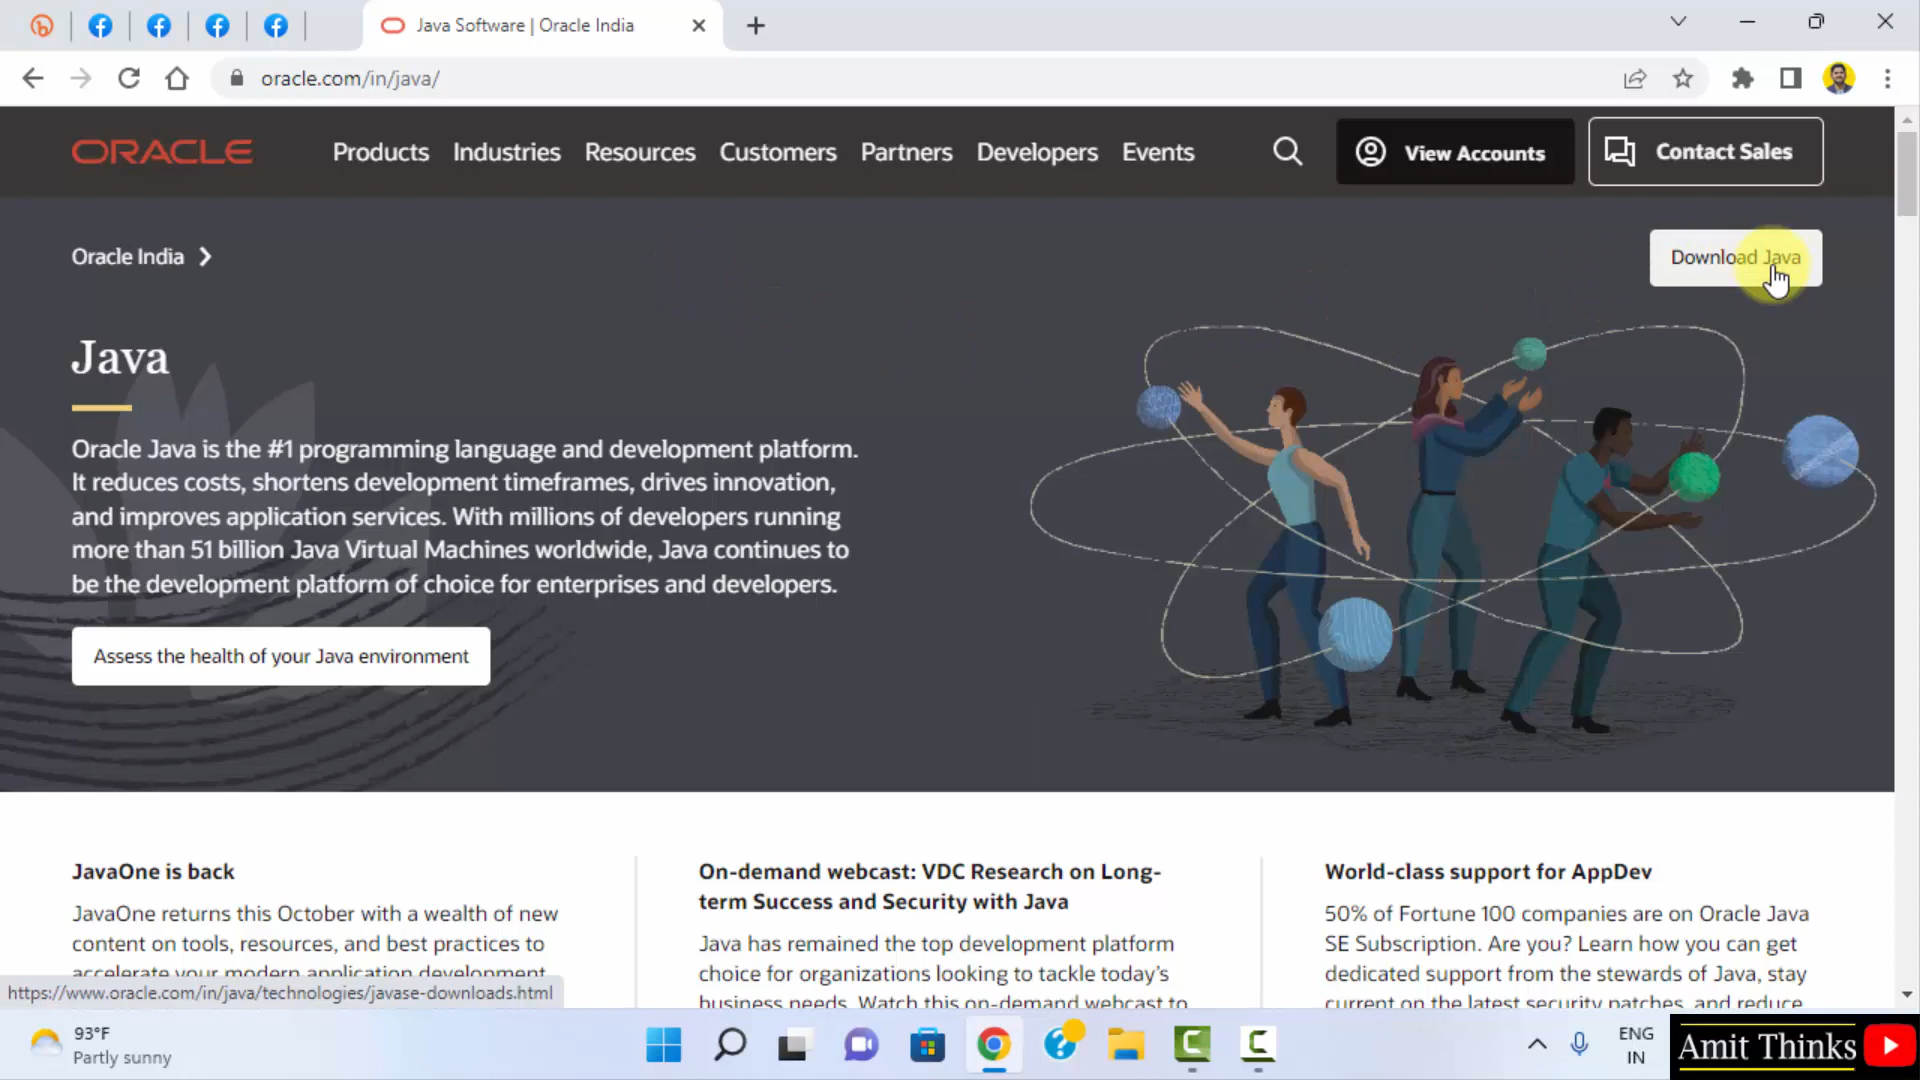 Java Software | Oracle India
oracle.com/in/java/
ORACLE
Products
Industries
Resources
Customers
Partners
Developers
Events
View Accounts
Contact Sales
Oracle India
Download Java
Java
Oracle Java is the #1 programming language and development platform.
It reduces costs, shortens development timeframes, drives innovation,
and improves application services. With millions of developers running
more than 51 billion Java Virtual Machines worldwide, Java continues to
be the development platform of choice for enterprises and developers.
Assess the health of your Java environment
JavaOne is back
JavaOne returns this October with a wealth of new
content on tools, resources, and best practices to
accelerate your modern application development
On-demand webcast: VDC Research on Long-
term Success and Security with Java
Java has remained the top development platform
choice for organizations looking to tackle today's
business needs. Watch this on-demand webcast to
World-class support for AppDev
50% of Fortune 100 companies are on Oracle Java
SE Subscription. Are you? Learn how you can get
dedicated support from the stewards of Java, stay
current on the latest security patches, and reduce
https://www.oracle.com/in/java/technologies/javase-downloads.html
93°F
Partly sunny
ENG
IN
Amit Thinks